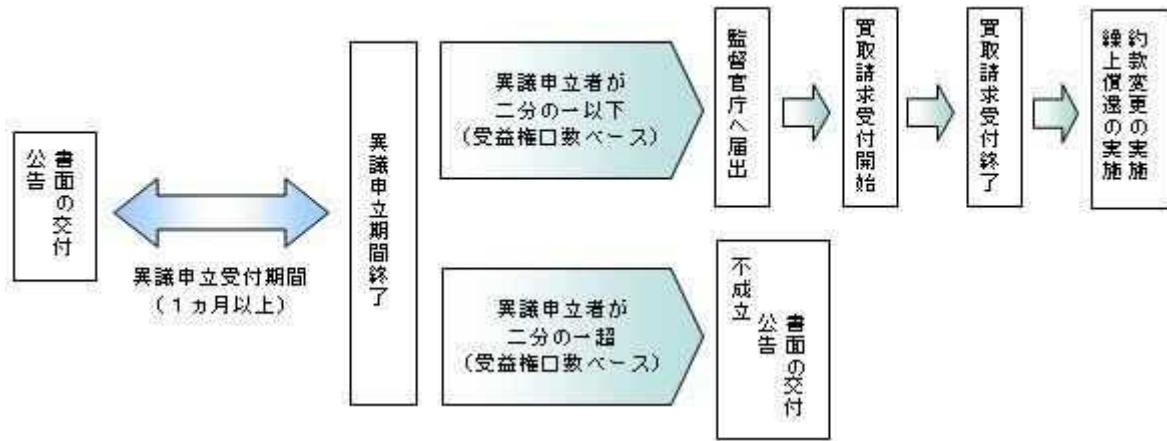 書面の交付
公告
異議申立受付期間
（１ヵ月以上）
異議申立期間終了
異議申立者が
二分の一以下
（受益権口数ベース）
監督官庁へ届出
買取請求受付開始
買取請求受付終了
約款変更の実施
繰上償還の実施
異議申立者が
二分の一超
（受益権口数ベース）
不成立
書面の交付
公告